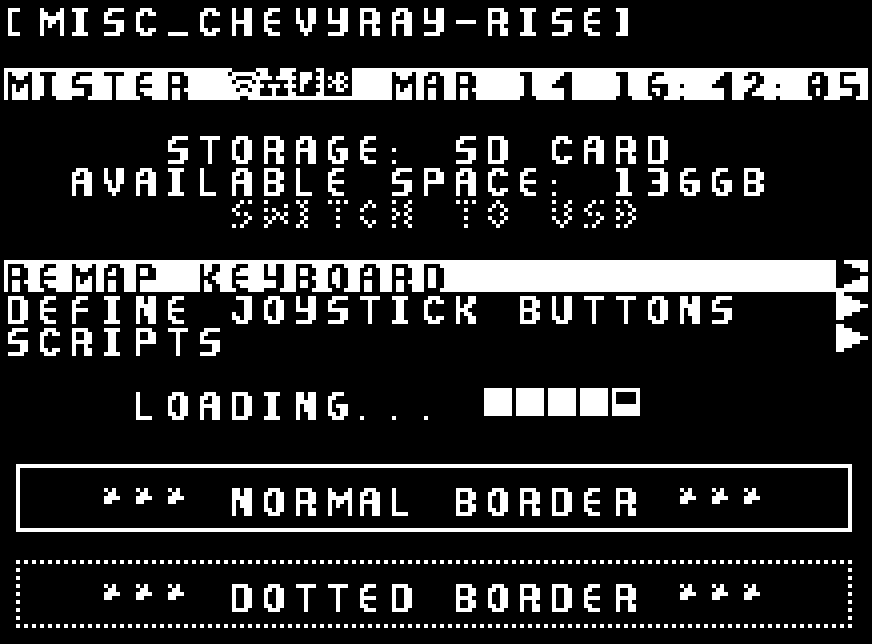 [MISC_CHEVYRAY-RISE]
MISTER MAR 14 16:42:05
STORAGE: SD CARD
AVAILABLE SPACE: 136GB
SWITCH TO USB
REMAP KEYBOARD
DEFINE JOYSTICK BUTTONS
SCRIPTS
LOADING...
*** NORMAL BORDER ***
*** DOTTED BORDER ***